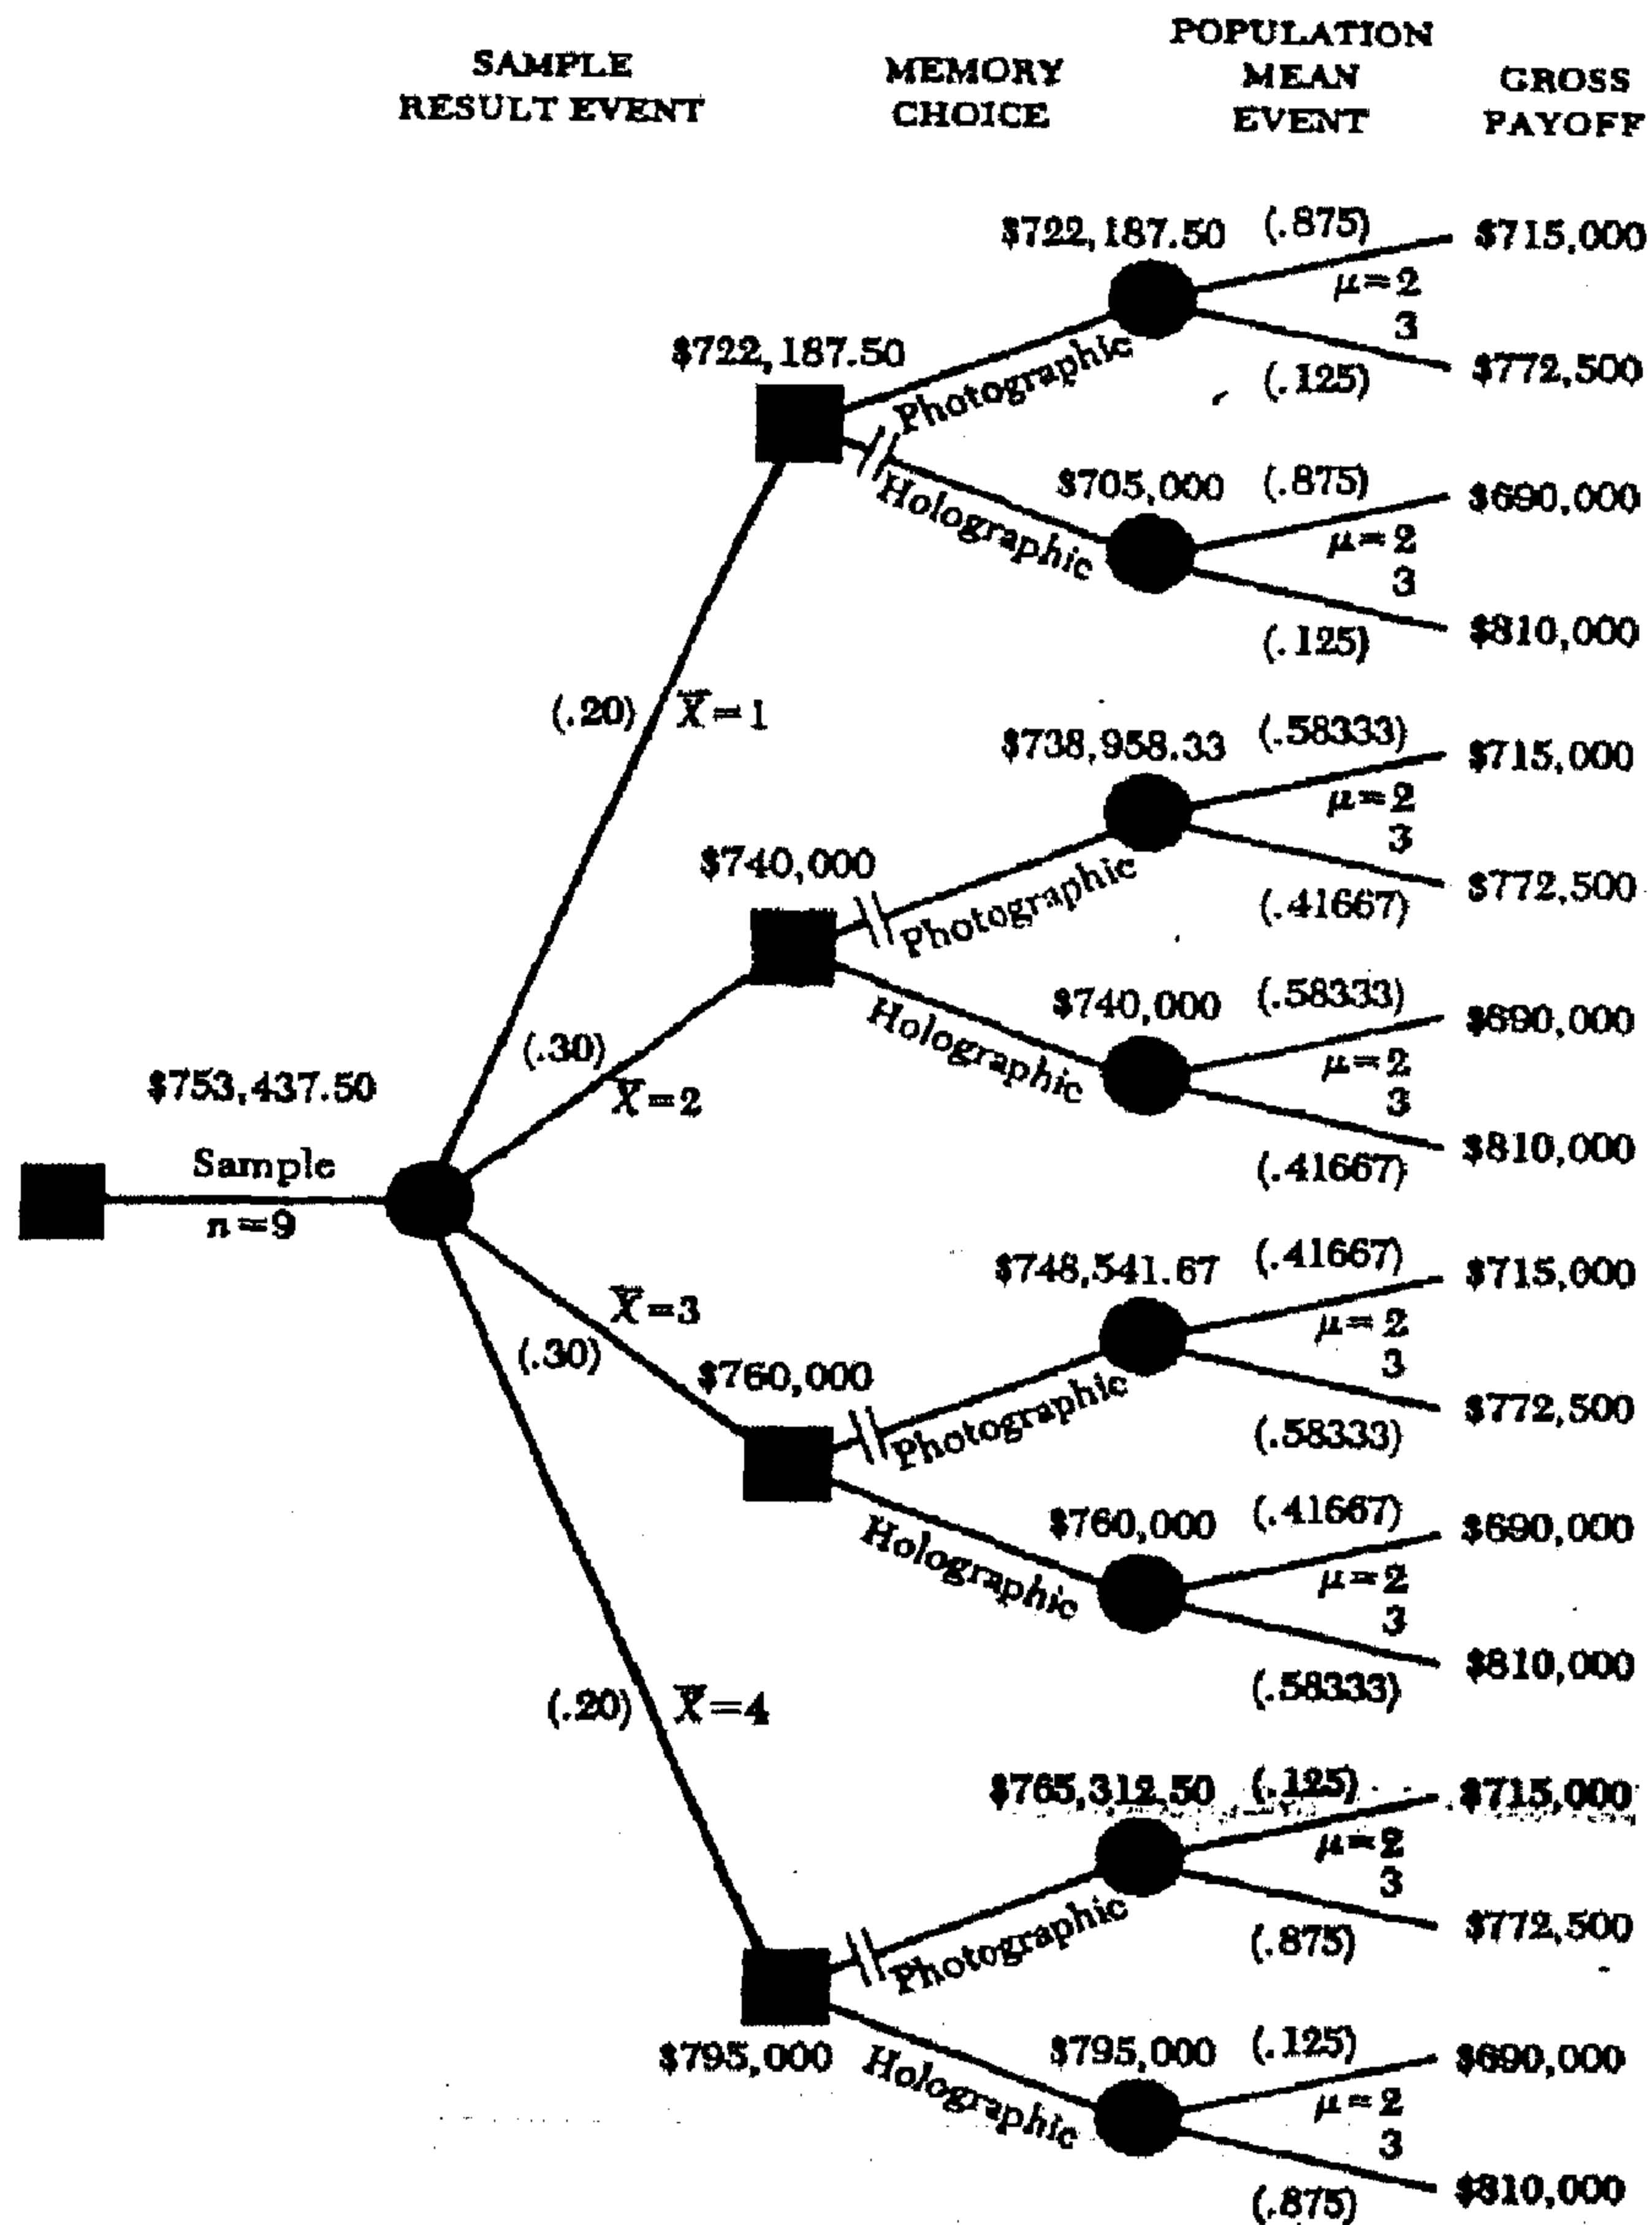 SAMPLE
RESULT EVENT
MEMORY
CHOICE
POPULATION
MEAN
EVENT
GROSS
PAYOFF
$722,187.50
(.875)
$715,000
μ=2
3
$722,187.50
Photographic
(.125)
$772,500
Holographic
$705,000
(.875)
$690,000
μ=2
3
(.125)
$810,000
(.20)
X̅=1
$738,958.33
(.58333)
$715,000
μ=2
3
$740,000
Photographic
(.41667)
$772,500
Holographic
$740,000
(.58333)
$690,000
μ=2
3
(.41667)
$810,000
(.30)
X̅=2
$753,437.50
Sample
n=9
X̅=3
(.30)
$748,541.67
(.41667)
$715,000
μ=2
3
$760,000
Photographic
(.58333)
$772,500
Holographic
$760,000
(.41667)
$690,000
μ=2
3
(.58333)
$810,000
(.20)
X̅=4
$765,312.50
(.125)
$715,000
μ=2
3
Photographic
(.875)
$772,500
$795,000
Holographic
$795,000
(.125)
$690,000
μ=2
3
(.875)
$810,000